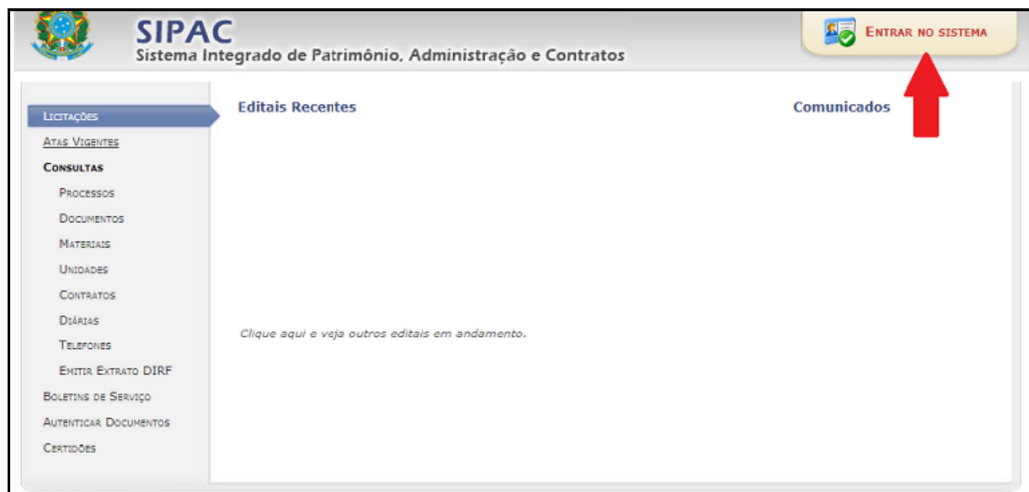 SIPAC
Sistema Integrado de Patrimônio, Administração e Contratos
ENTRAR NO SISTEMA
LICITAÇÕES
ATAS VIGENTES
CONSULTAS
PROCESSOS
DOCUMENTOS
MATERIAIS
UNIDADES
CONTRATOS
DIÁRIAS
TELEFONES
EMITIR EXTRATO DIRF
BOLETINS DE SERVIÇO
AUTENTICAR DOCUMENTOS
CERTIDÕES
Editais Recentes
Clique aqui e veja outros editais em andamento.
Comunicados